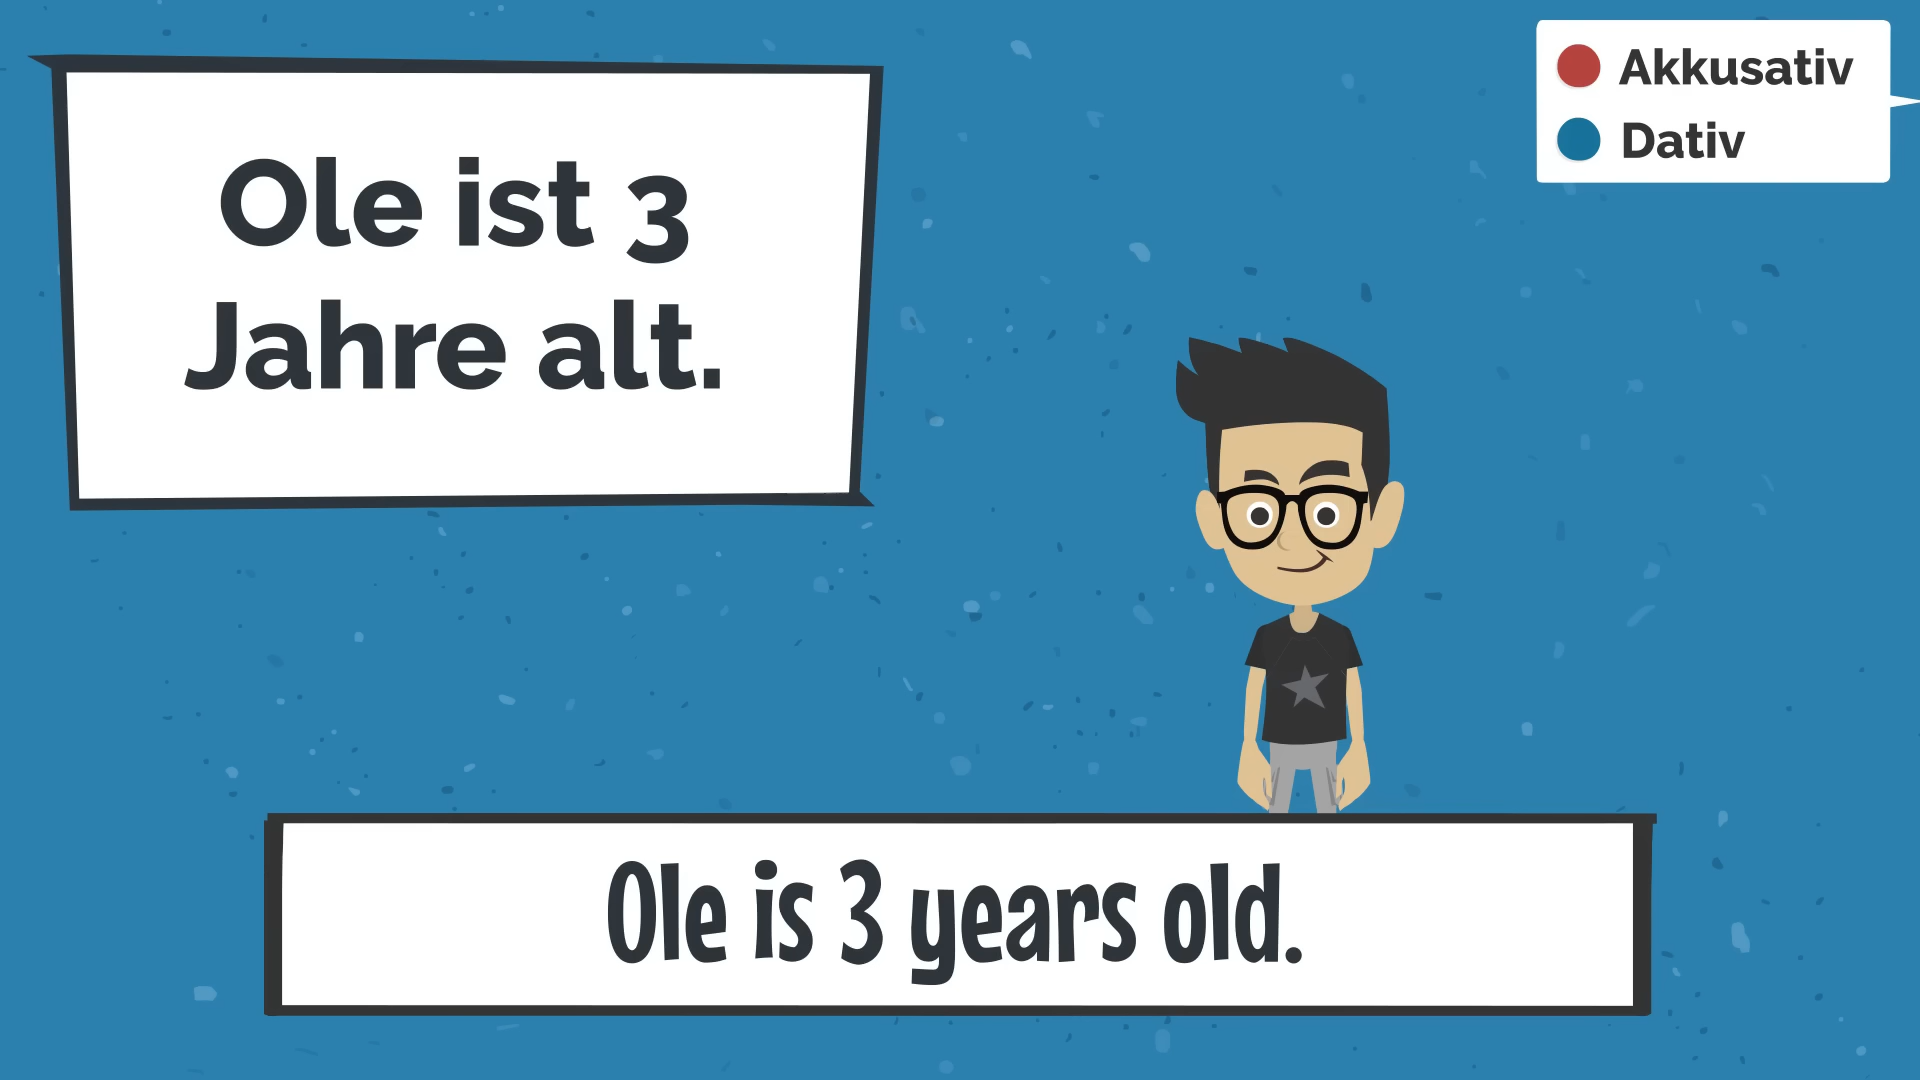 Ole ist 3
Jahre alt.
Akkusativ
Dativ
Ole is 3 years old.